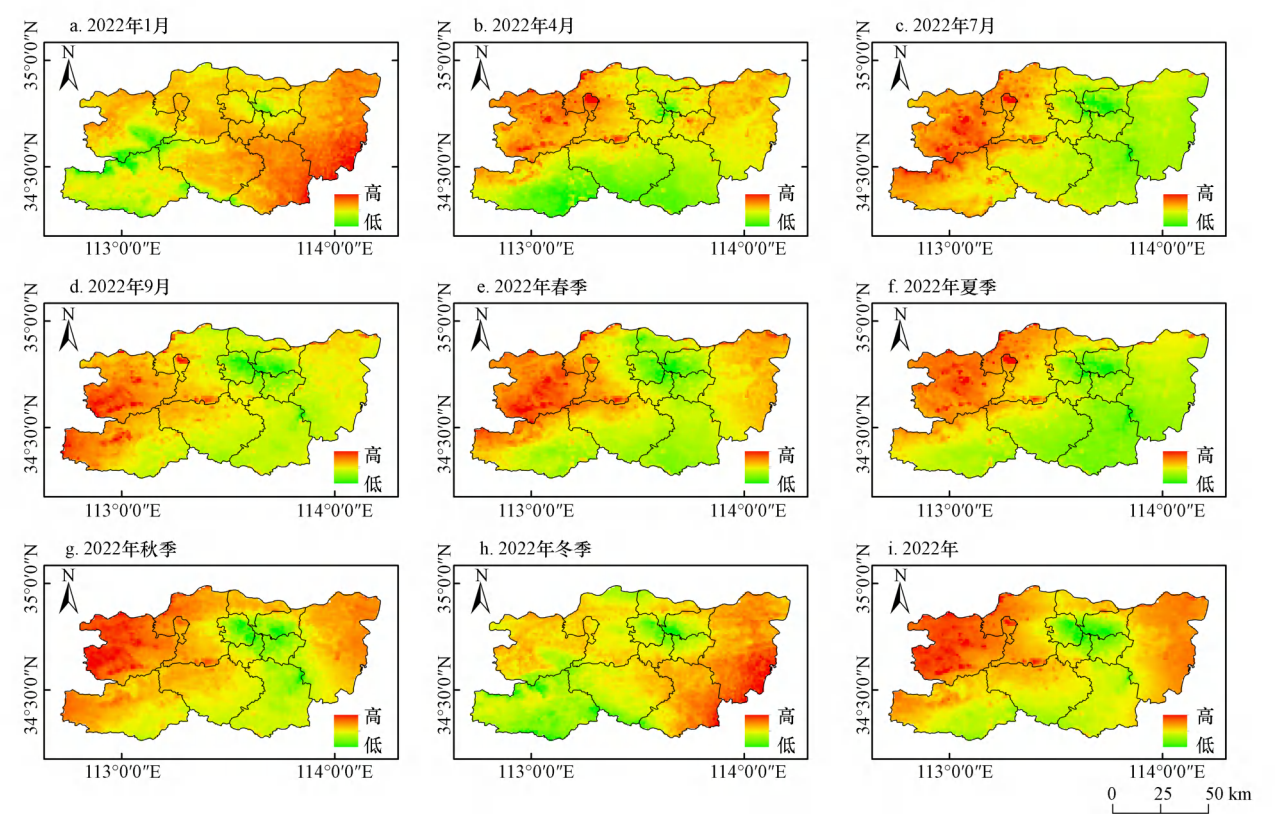 a. 2022年1月
b. 2022年4月
c. 2022年7月
35°0′0″N
N
34°30′0″N
高
低
113°0′0″E
114°0′0″E
35°0′0″N
N
34°30′0″N
高
低
113°0′0″E
114°0′0″E
35°0′0″N
N
34°30′0″N
高
低
113°0′0″E
114°0′0″E
d. 2022年9月
e. 2022年春季
f. 2022年夏季
35°0′0″N
N
34°30′0″N
高
低
113°0′0″E
114°0′0″E
35°0′0″N
N
34°30′0″N
高
低
113°0′0″E
114°0′0″E
35°0′0″N
N
34°30′0″N
高
低
113°0′0″E
114°0′0″E
g. 2022年秋季
h. 2022年冬季
i. 2022年
35°0′0″N
N
34°30′0″N
高
低
113°0′0″E
114°0′0″E
35°0′0″N
N
34°30′0″N
高
低
113°0′0″E
114°0′0″E
35°0′0″N
N
34°30′0″N
高
低
113°0′0″E
114°0′0″E
0 25 50 km